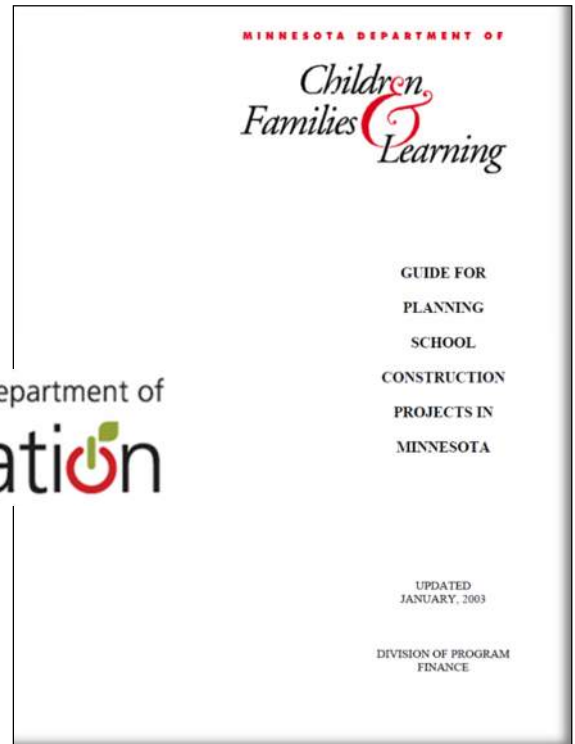 MINNESOTA DEPARTMENT OF
Children,
Families &
Learning
GUIDE FOR
PLANNING
SCHOOL
CONSTRUCTION
PROJECTS IN
MINNESOTA
epartment of
ation
UPDATED
JANUARY, 2003
DIVISION OF PROGRAM
FINANCE